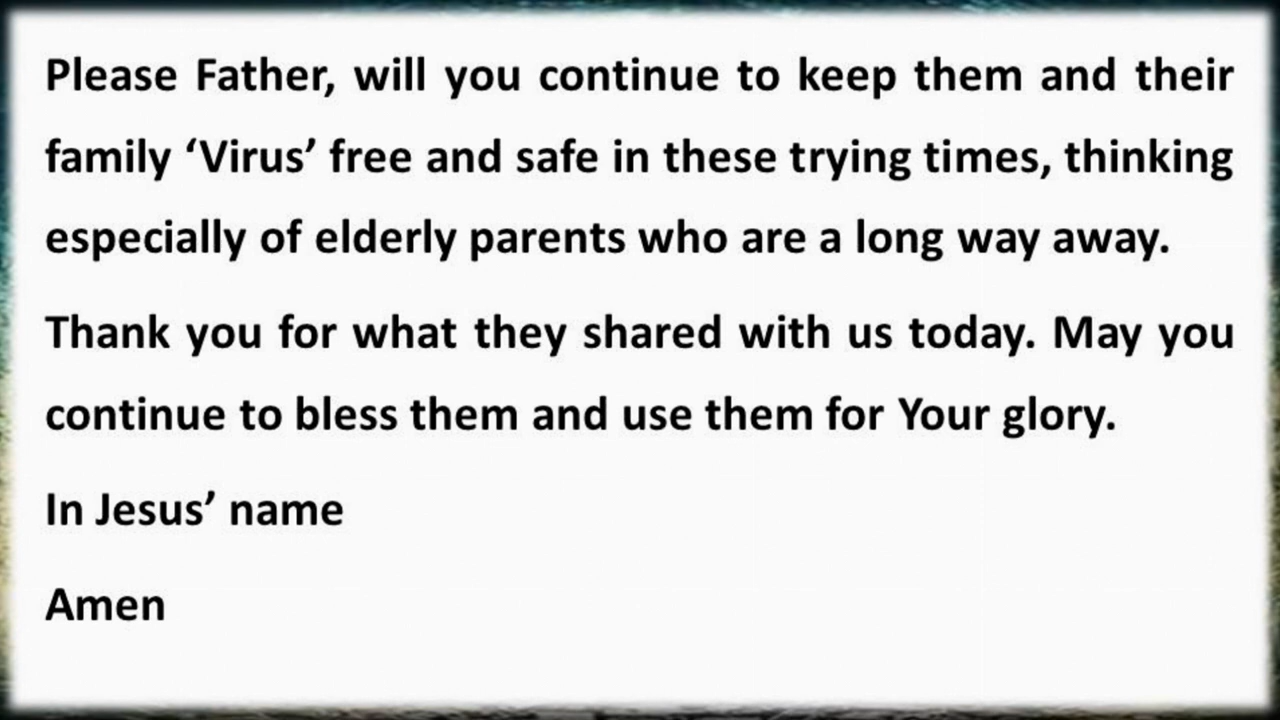 Please Father, will you continue to keep them and their
family ‘Virus’ free and safe in these trying times, thinking
especially of elderly parents who are a long way away.
Thank you for what they shared with us today. May you
continue to bless them and use them for Your glory.
In Jesus’ name
Amen